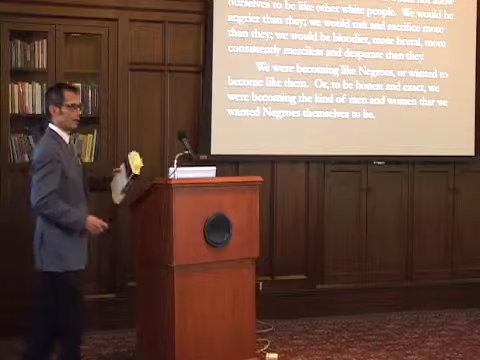 ourselves to be like other white people. We would be
angrier than they; we would risk and sacrifice more
than they; we would be bloodier, more brutal, more
consistently merciless and desperate than they.
We were becoming like Negroes, or wanted to
become like them. Or, to be honest and exact, we
were becoming the kind of men and women that we
wanted Negroes themselves to be.